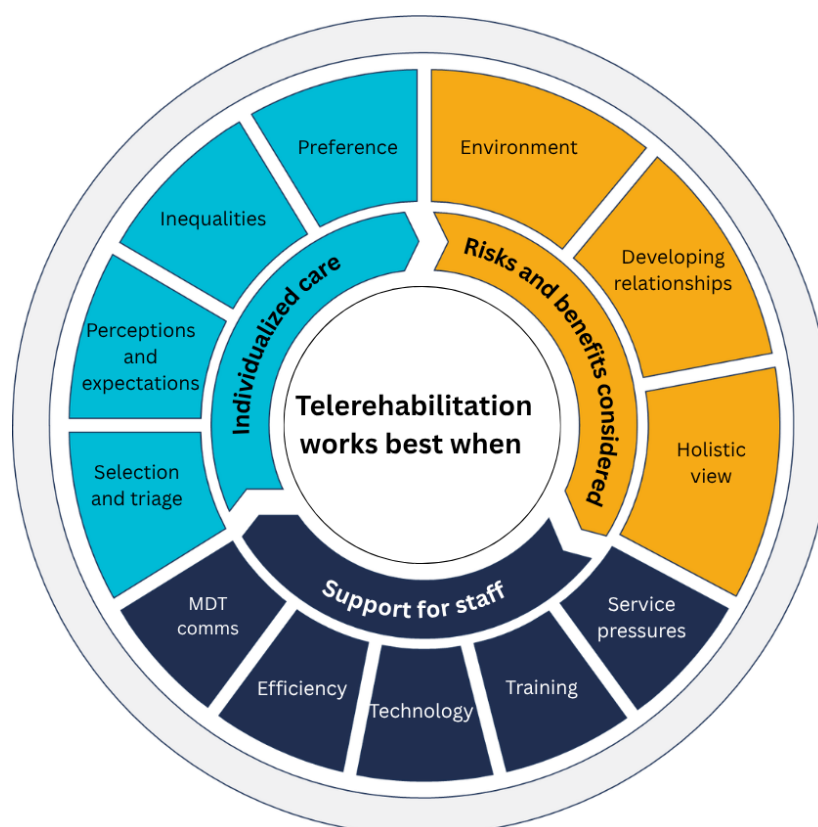 Telerehabilitation
works best when
Risks and benefits considered
Environment
Developing
relationships
Holistic
view
Support for staff
Service
pressures
Training
Technology
Efficiency
MDT
comms
Individualized care
Selection
and triage
Perceptions
and
expectations
Inequalities
Preference